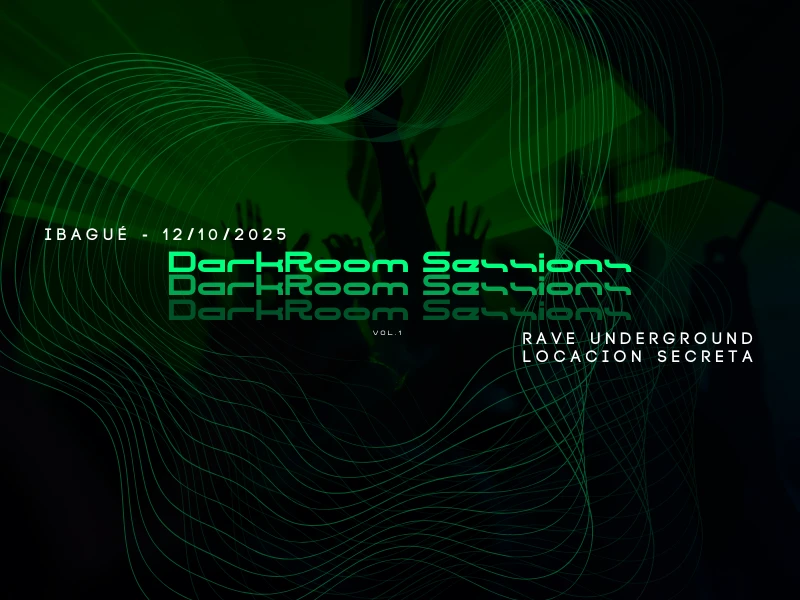 IBAGUÉ - 12/10/2025
DarkRoom Sessions
DarkRoom Sessions
DarkRoom Sessions
VOL.1
RAVE UNDERGROUND
LOCACION SECRETA